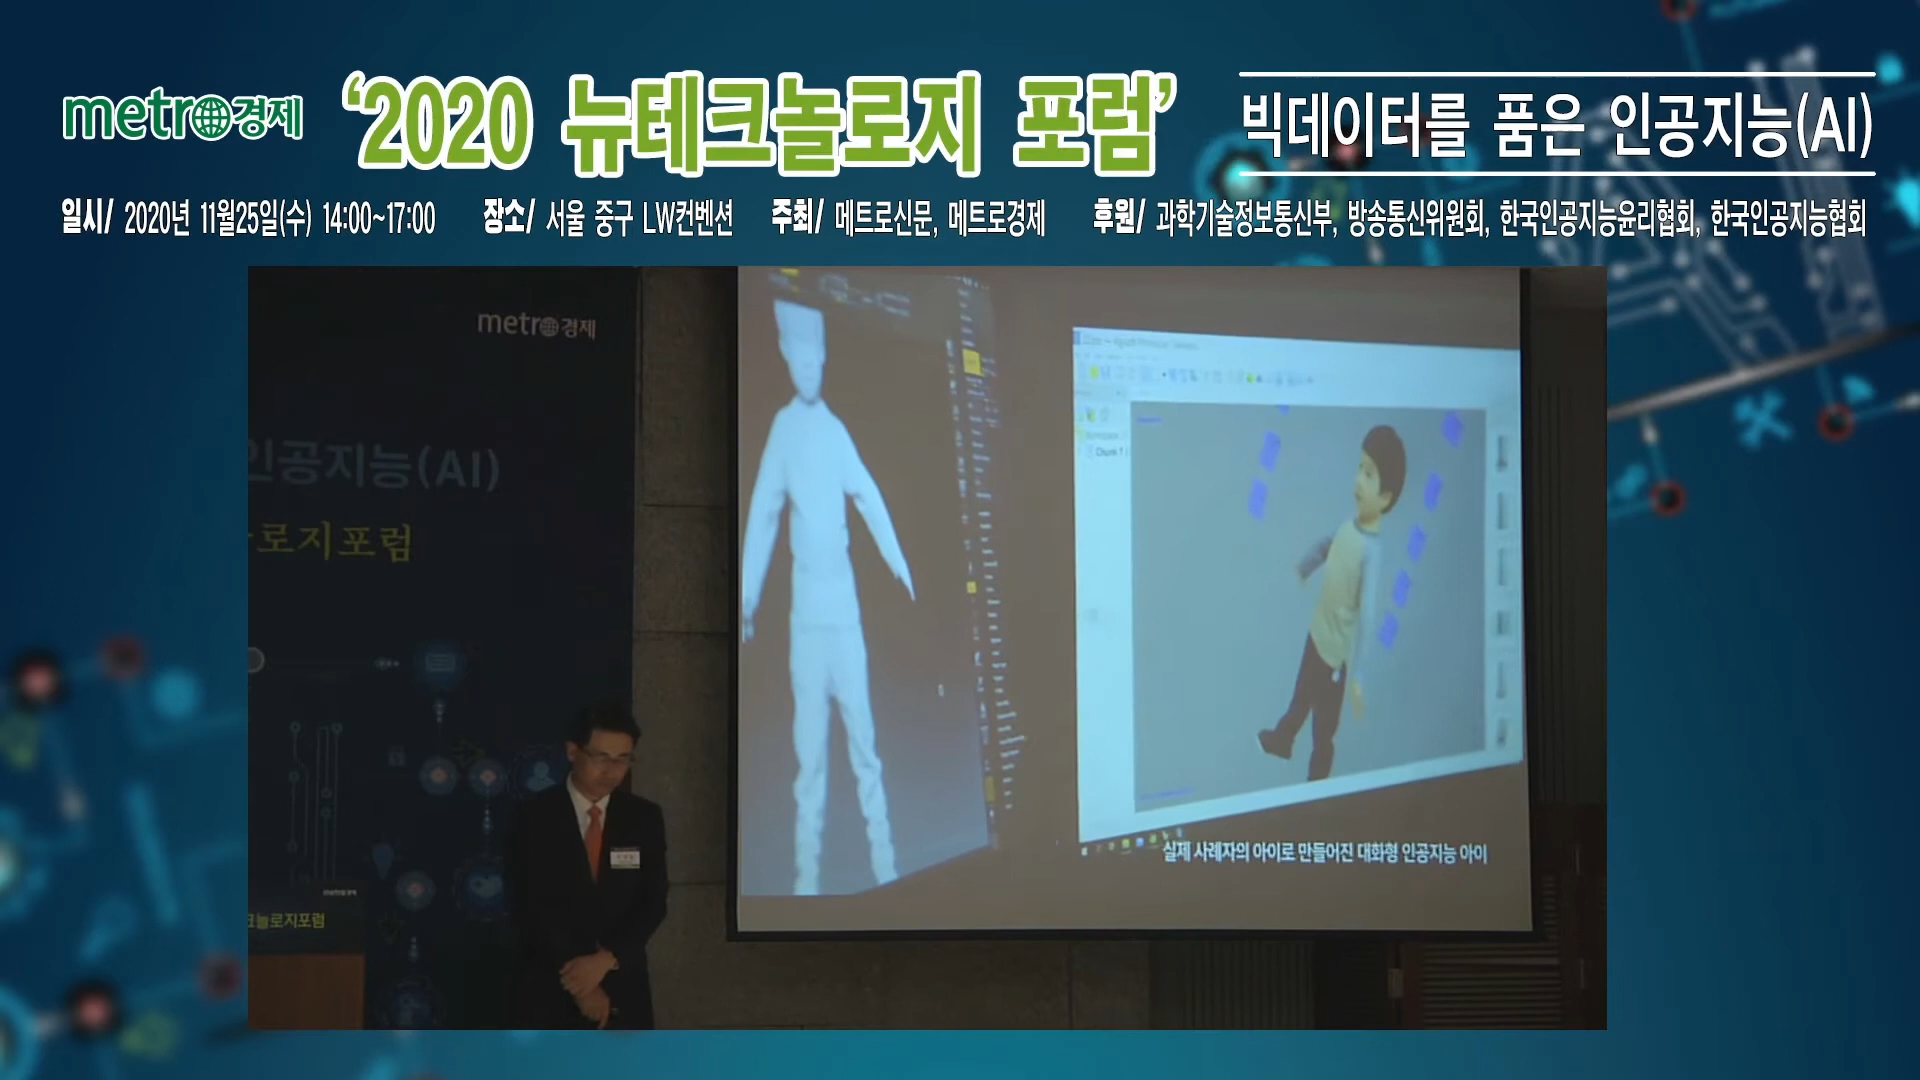 metro경제
‘2020 뉴테크놀로지 포럼’
빅데이터를 품은 인공지능(AI)
일시/ 2020년 11월25일(수) 14:00~17:00
장소/ 서울 중구 LW컨벤션
주최/ 메트로신문, 메트로경제
후원/ 과학기술정보통신부, 방송통신위원회, 한국인공지능윤리협회, 한국인공지능협회
metro경제
인공지능(AI)
로지포럼
크놀로지포럼
실제 사례자의 아이로 만들어진 대화형 인공지능 아이